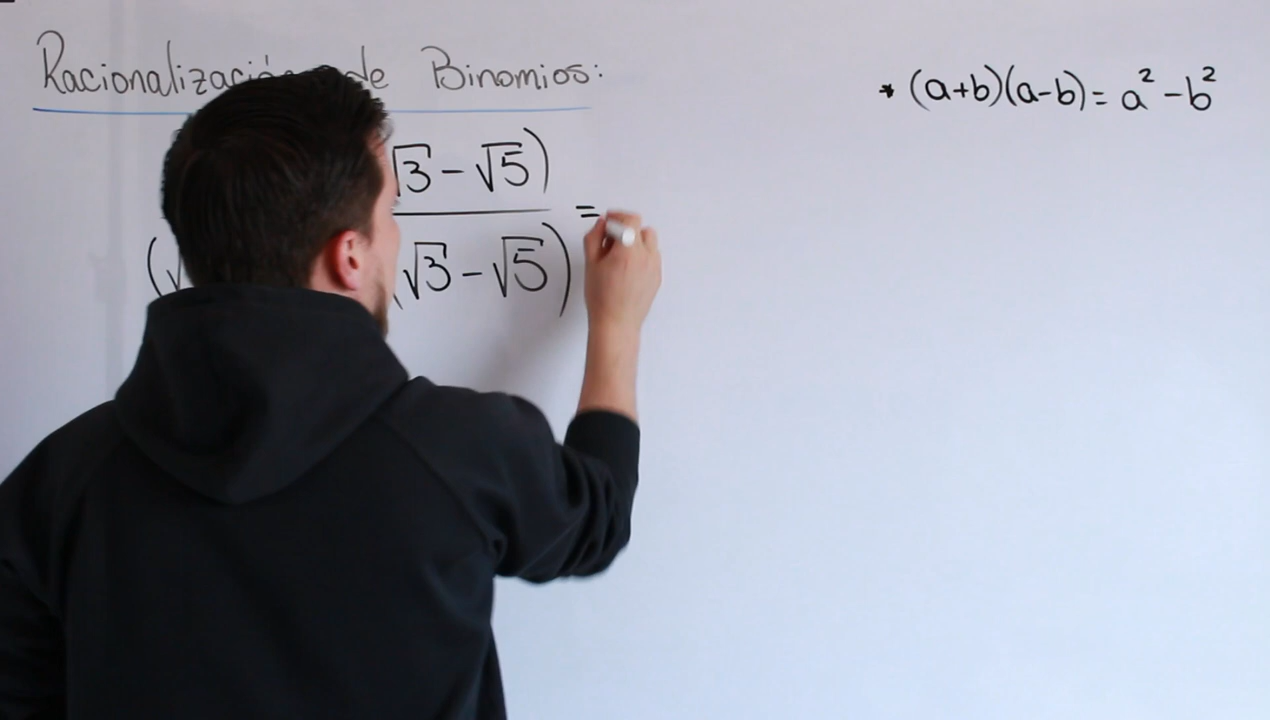 Racionalización de Binomios:
* (a+b)(a-b) = a² - b²
√3 - √5) =
(√ (√3 - √5)